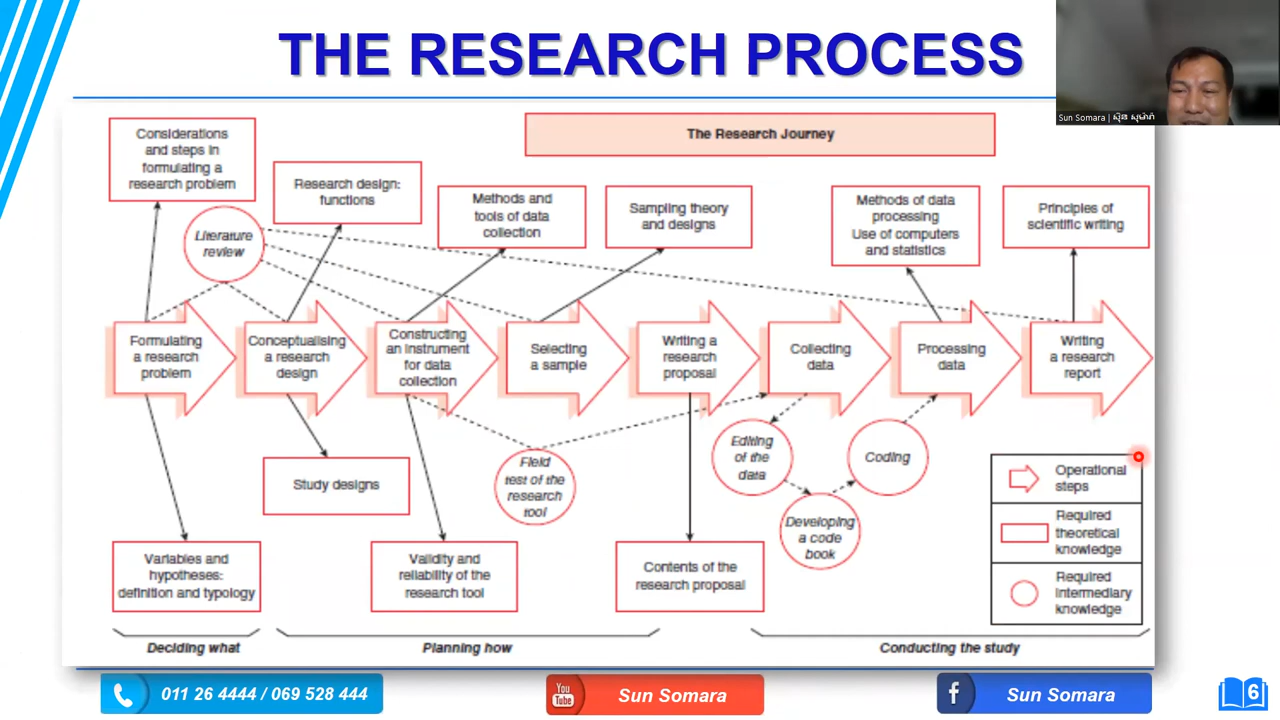 THE RESEARCH PROCESS
Sun Somara | ស៊ុន សុម៉ារ៉ា
The Research Journey
Considerations
and steps in
formulating a
research problem
Literature
review
Research design:
functions
Methods and
tools of data
collection
Sampling theory
and designs
Methods of data
processing
Use of computers
and statistics
Principles of
scientific writing
Formulating
a research
problem
Conceptualising
a research
design
Constructing
an instrument
for data
collection
Selecting
a sample
Writing a
research
proposal
Collecting
data
Processing
data
Writing
a research
report
Study designs
Field
test of the
research
tool
Editing
of the
data
Coding
Developing
a code
book
Variables and
hypotheses:
definition and typology
Validity and
reliability of the
research tool
Contents of the
research proposal
Operational
steps
Required
theoretical
knowledge
Required
intermediary
knowledge
Deciding what
Planning how
Conducting the study
011 26 4444 / 069 528 444
You
Tube
Sun Somara
f
Sun Somara
6